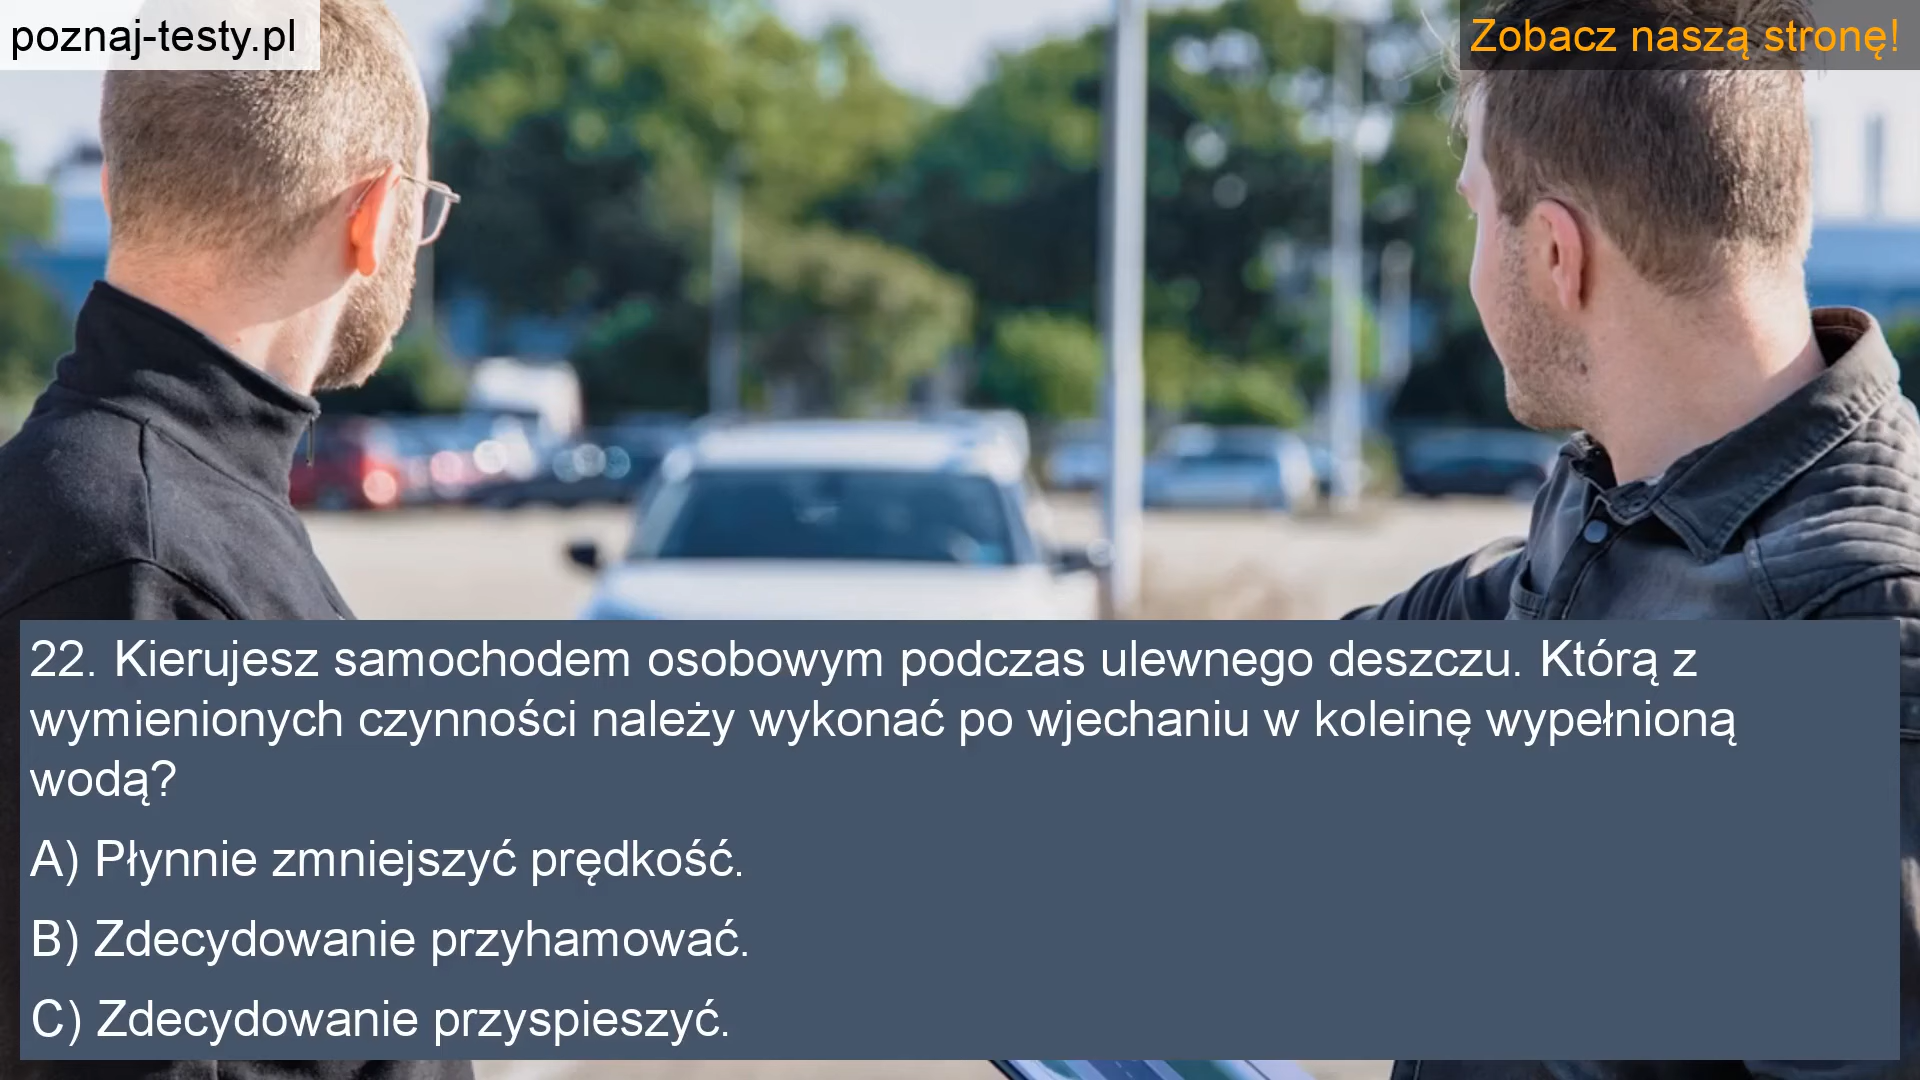 poznaj-testy.pl
Zobacz naszą stronę!
22. Kierujesz samochodem osobowym podczas ulewnego deszczu. Którą z
wymienionych czynności należy wykonać po wjechaniu w koleinę wypełnioną
wodą?
A) Płynnie zmniejszyć prędkość.
B) Zdecydowanie przyhamować.
C) Zdecydowanie przyspieszyć.